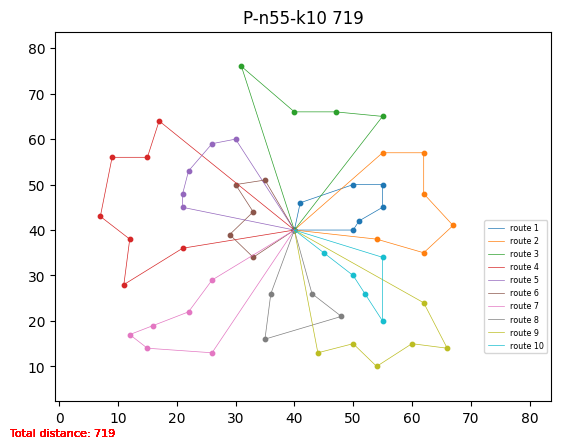 P-n55-k10 719
80
70
60
50
40
30
20
10
0 10 20 30 40 50 60 70 80
route 1
route 2
route 3
route 4
route 5
route 6
route 7
route 8
route 9
route 10
Total distance: 719